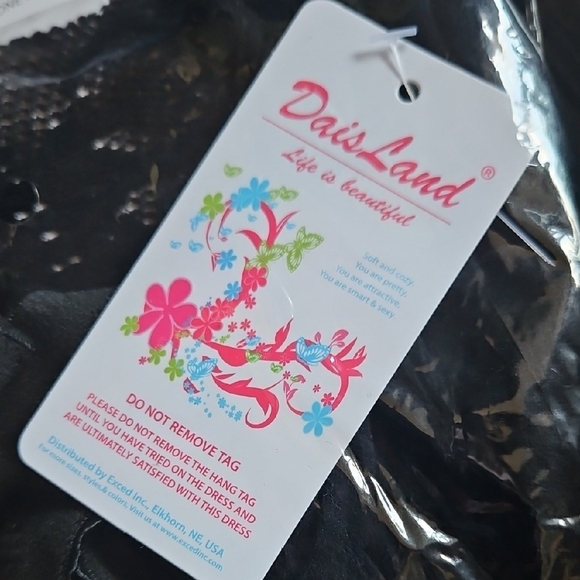 DaisLand®
Life is beautiful
Soft and cozy.
You are pretty,
You are attractive,
You are smart & sexy.
DO NOT REMOVE TAG
PLEASE DO NOT REMOVE THE HANG TAG
UNTIL YOU HAVE TRIED ON THE DRESS AND
ARE ULTIMATELY SATISFIED WITH THIS DRESS
Distributed by Exced Inc., Elkhorn, NE, USA
For more sizes, styles & colors, Visit us at www.excedinc.com